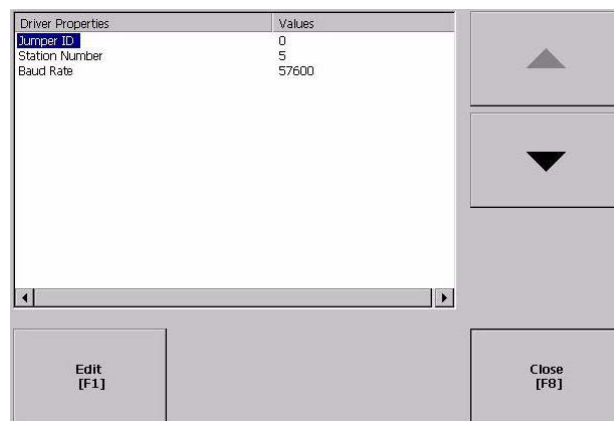 Driver Properties Values
Jumper ID 0
Station Number 5
Baud Rate 57600
Edit
[F1]
Close
[F8]